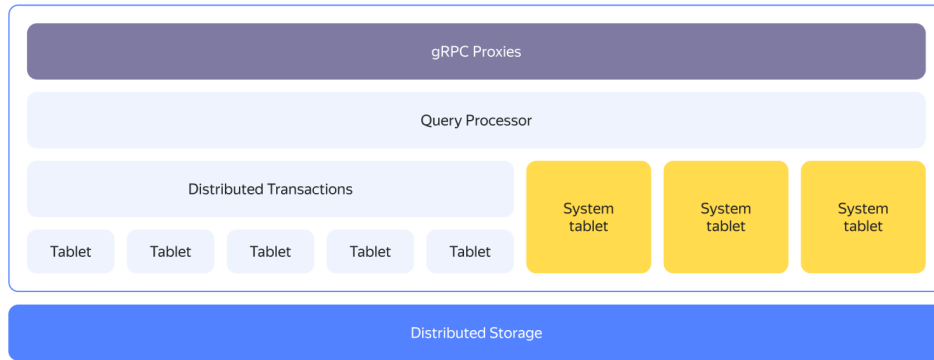 gRPC Proxies
Query Processor
Distributed Transactions
System
tablet
System
tablet
System
tablet
Tablet
Tablet
Tablet
Tablet
Tablet
Distributed Storage